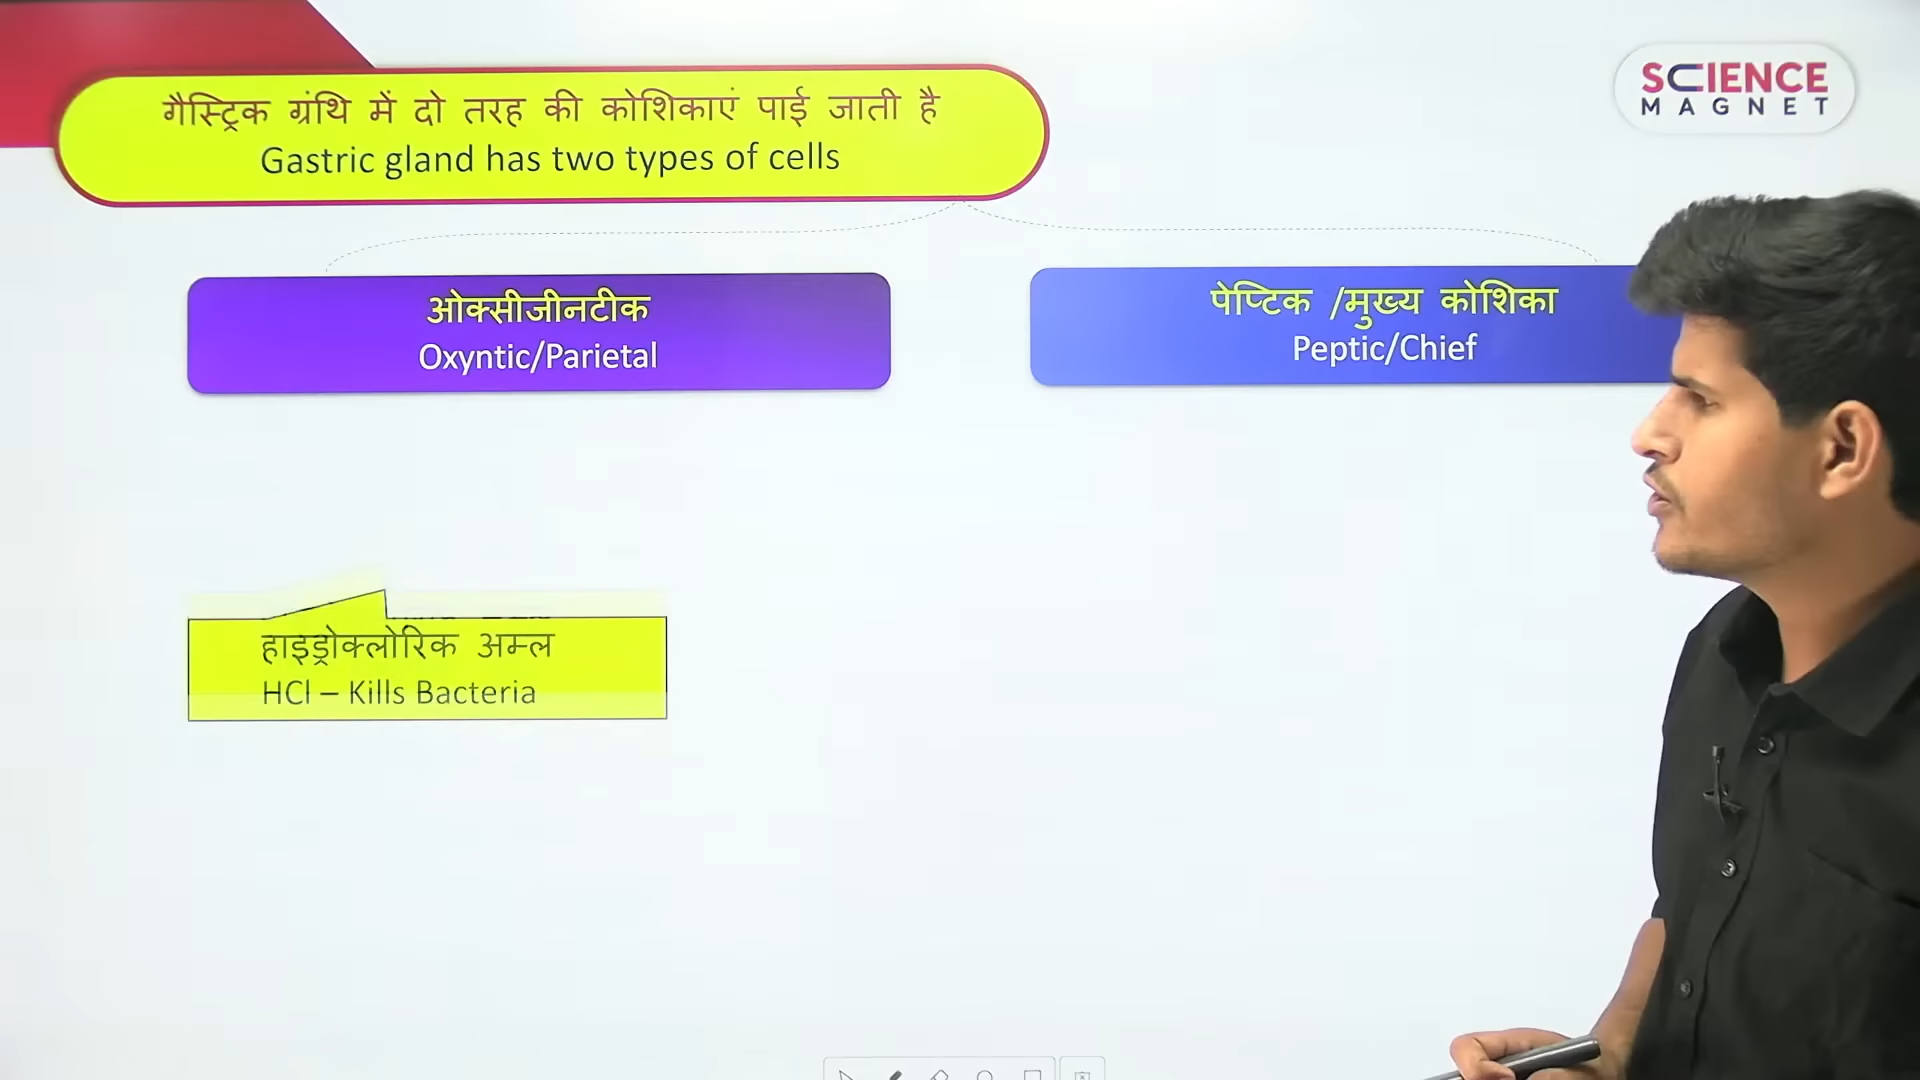 SCIENCE
MAGNET
गैस्ट्रिक ग्रंथि में दो तरह की कोशिकाएं पाई जाती है
Gastric gland has two types of cells
ओक्सीजीनटीक
Oxyntic/Parietal
पेप्टिक /मुख्य कोशिका
Peptic/Chief
हाइड्रोक्लोरिक अम्ल
HCl – Kills Bacteria